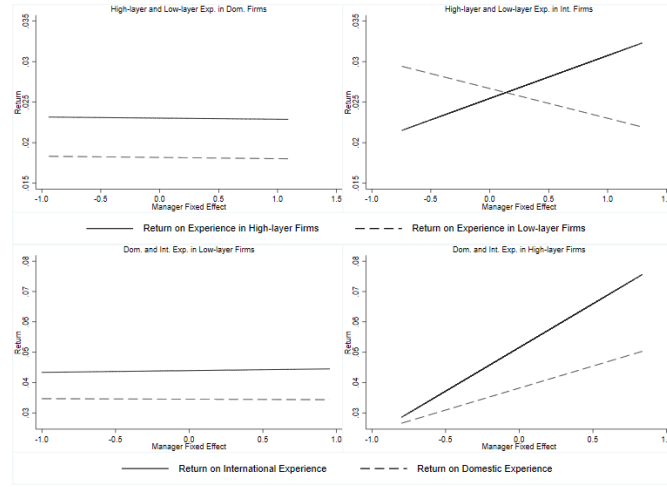 High-layer and Low-layer Exp. in Dom. Firms
High-layer and Low-layer Exp. in Int. Firms
Return
.015 .02 .025 .03 .035
-1.0 -0.5 0.0 0.5 1.0 1.5
Manager Fixed Effect
Return
.015 .02 .025 .03 .035
-1.0 -0.5 0.0 0.5 1.0 1.
Manager Fixed Effect
Return on Experience in High-layer Firms
Return on Experience in Low-layer Firms
Dom. and Int. Exp. in Low-layer Firms
Dom. and Int. Exp. in High-layer Firms
Return
.03 .04 .05 .06 .07 .08
-1.0 -0.5 0.0 0.5 1.0
Manager Fixed Effect
Return
.03 .04 .05 .06 .07 .08
-1.0 -0.5 0.0 0.5 1.0
Manager Fixed Effect
Return on International Experience
Return on Domestic Experience